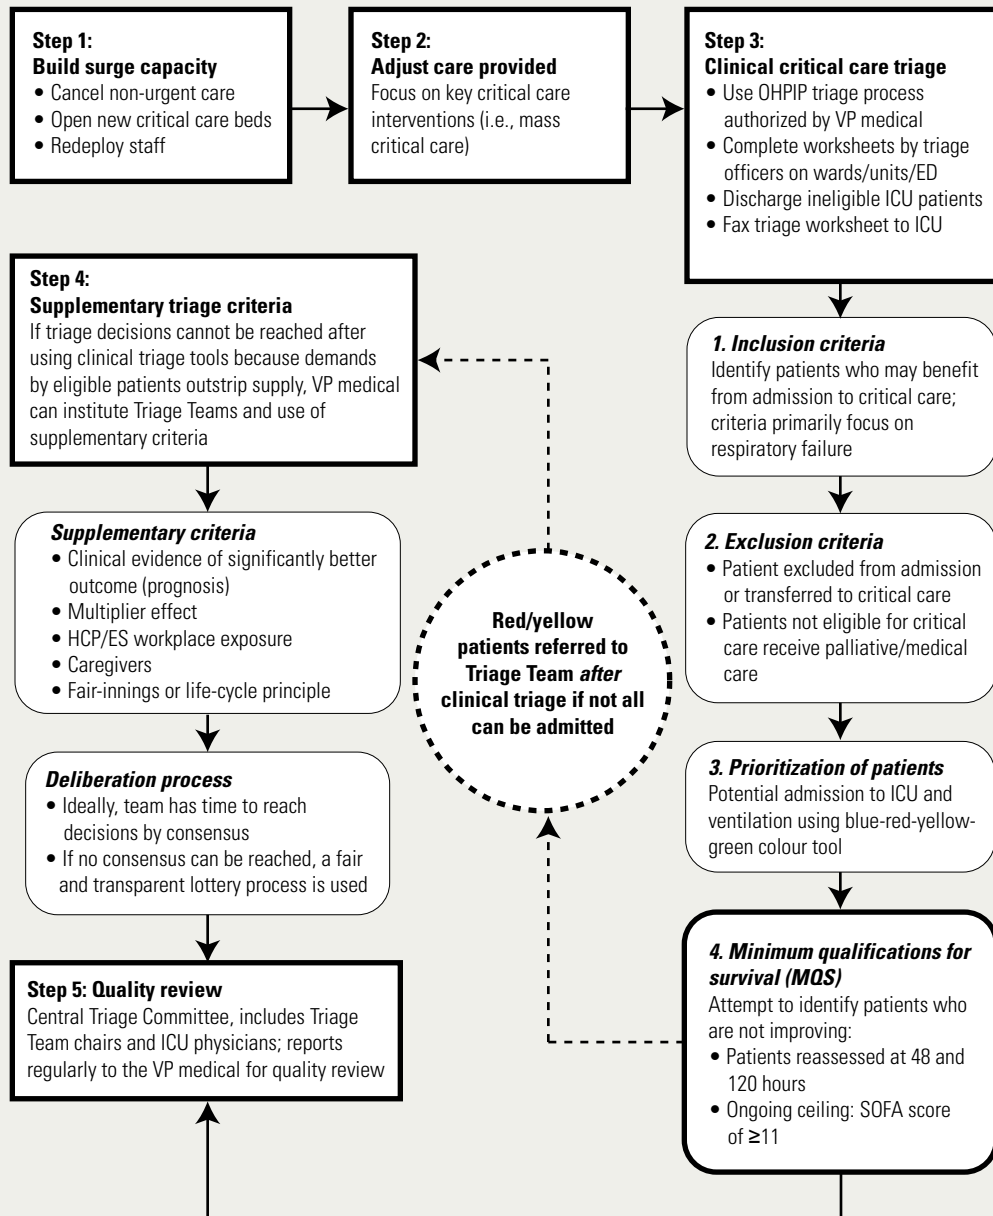 Step 1:
Build surge capacity
• Cancel non-urgent care
• Open new critical care beds
• Redeploy staff
Step 2:
Adjust care provided
Focus on key critical care
interventions (i.e., mass
critical care)
Step 3:
Clinical critical care triage
• Use OHPIP triage process
authorized by VP medical
• Complete worksheets by triage
officers on wards/units/ED
• Discharge ineligible ICU patients
• Fax triage worksheet to ICU
1. Inclusion criteria
Identify patients who may benefit
from admission to critical care;
criteria primarily focus on
respiratory failure
2. Exclusion criteria
• Patient excluded from admission
or transferred to critical care
• Patients not eligible for critical
care receive palliative/medical
care
3. Prioritization of patients
Potential admission to ICU and
ventilation using blue-red-yellow-
green colour tool
4. Minimum qualifications for
survival (MQS)
Attempt to identify patients who
are not improving:
• Patients reassessed at 48 and
120 hours
• Ongoing ceiling: SOFA score
of ≥11
Red/yellow
patients referred to
Triage Team after
clinical triage if not all
can be admitted
Step 4:
Supplementary triage criteria
If triage decisions cannot be reached after
using clinical triage tools because demands
by eligible patients outstrip supply, VP medical
can institute Triage Teams and use of
supplementary criteria
Supplementary criteria
• Clinical evidence of significantly better
outcome (prognosis)
• Multiplier effect
• HCP/ES workplace exposure
• Caregivers
• Fair-innings or life-cycle principle
Deliberation process
• Ideally, team has time to reach
decisions by consensus
• If no consensus can be reached, a fair
and transparent lottery process is used
Step 5: Quality review
Central Triage Committee, includes Triage
Team chairs and ICU physicians; reports
regularly to the VP medical for quality review